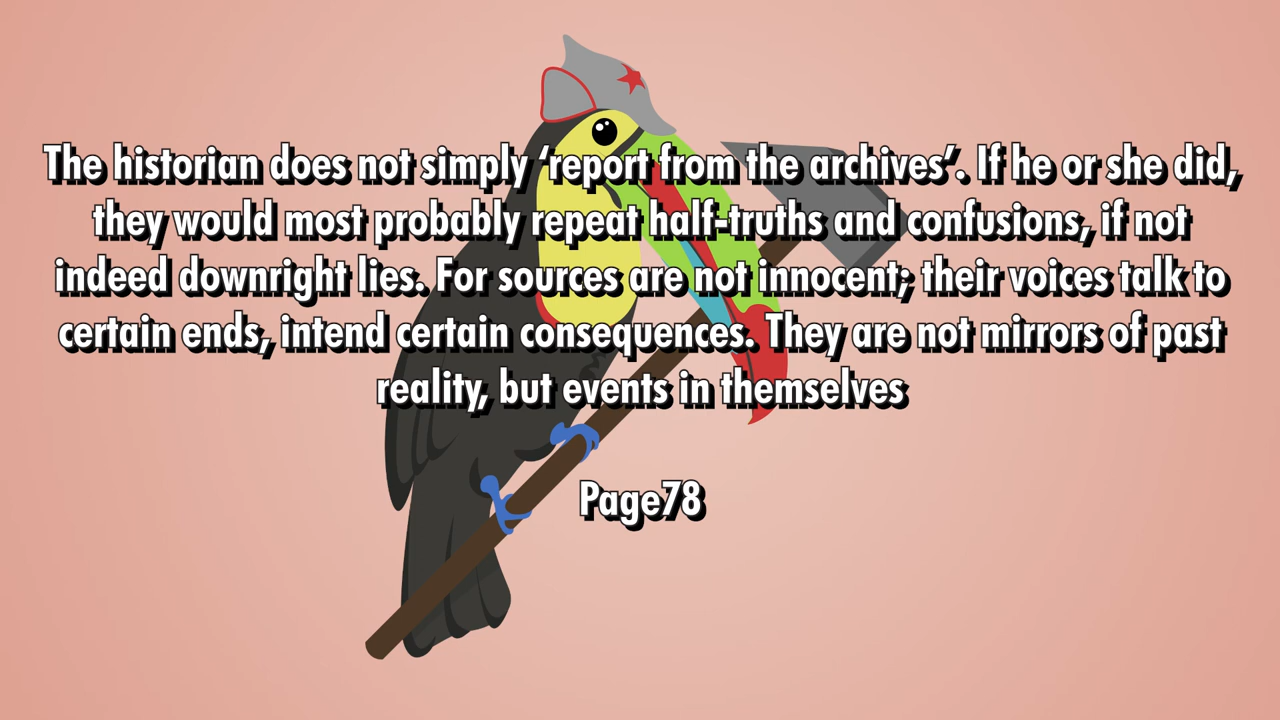 The historian does not simply ‘report from the archives’. If he or she did,
they would most probably repeat half-truths and confusions, if not
indeed downright lies. For sources are not innocent; their voices talk to
certain ends, intend certain consequences. They are not mirrors of past
reality, but events in themselves
Page78